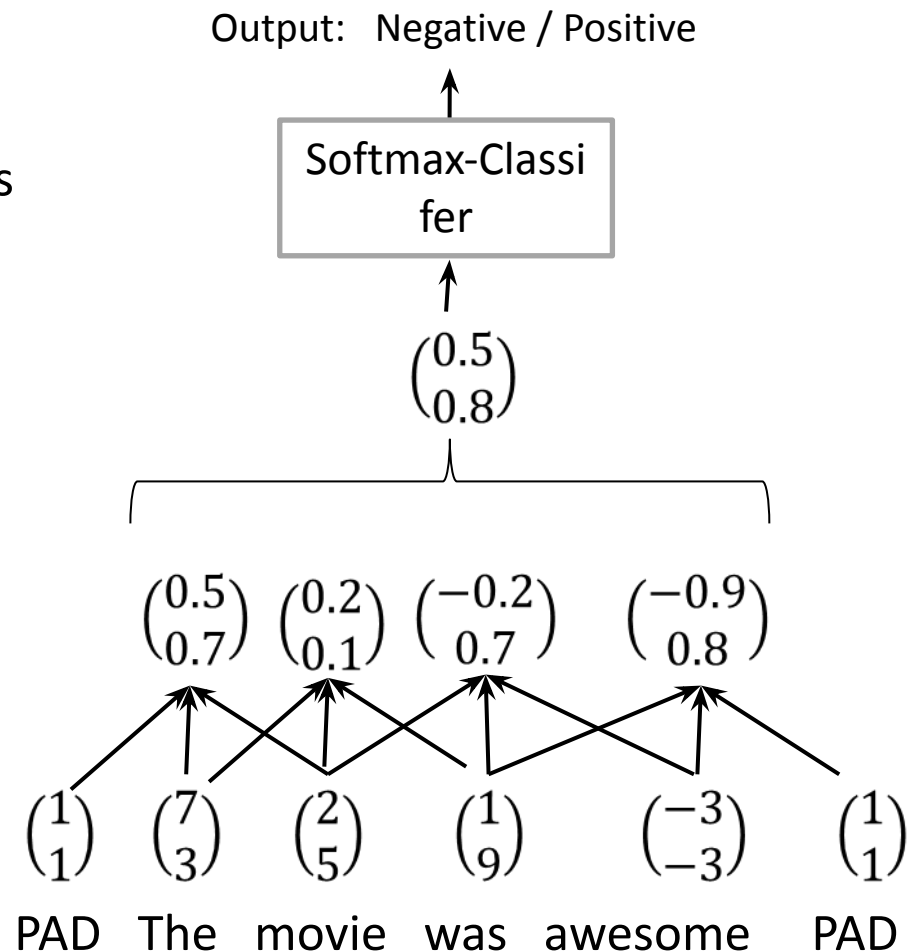 Output: Negative / Positive
s
Softmax-Classi
fer
0.5
0.8
0.5 0.2 −0.2 −0.9
0.7 0.1 0.7 0.8
1 7 2 1 −3 1
1 3 5 9 −3 1
PAD The movie was awesome PAD